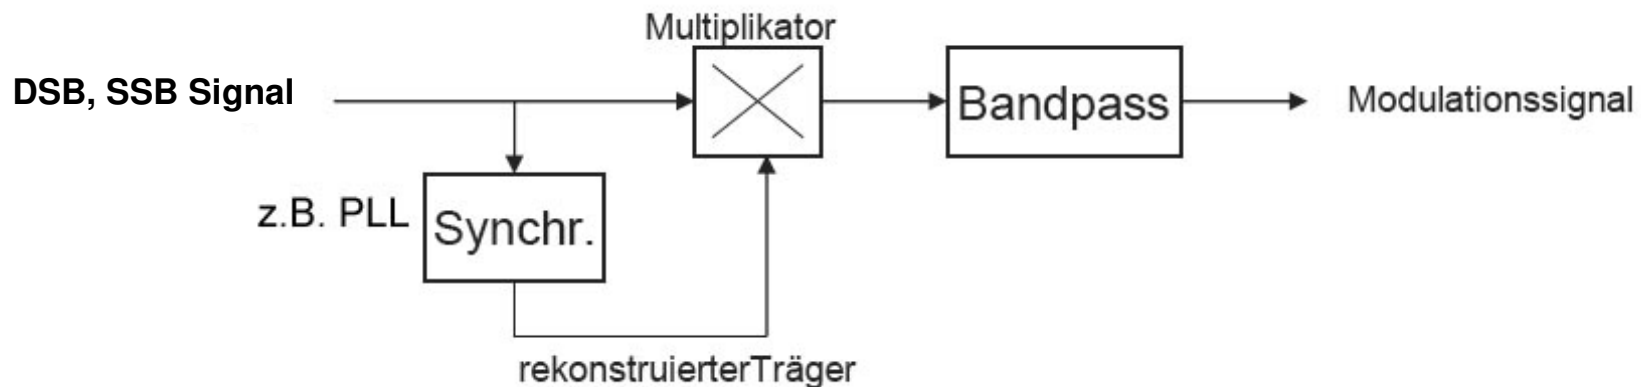 Multiplikator
DSB, SSB Signal
Bandpass
Modulationssignal
z.B. PLL
Synchr.
rekonstruierterTräger